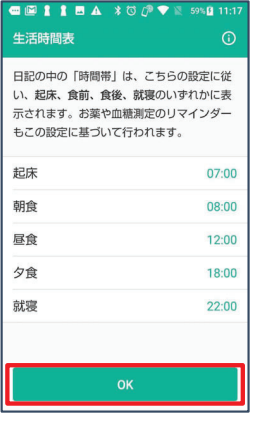 59% 11:17
生活時間表
日記の中の「時間帯」は、こちらの設定に従
い、起床、食前、食後、就寝のいずれかに表
示されます。お薬や血糖測定のリマインダー
もこの設定に基づいて行われます。
起床 07:00
朝食 08:00
昼食 12:00
夕食 18:00
就寝 22:00
OK